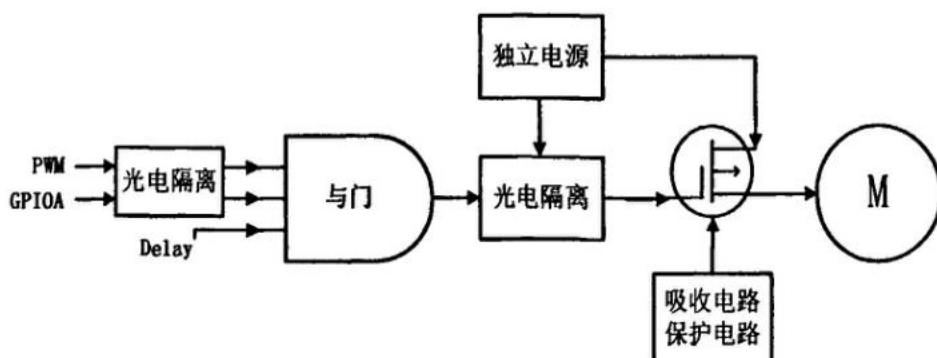 独立电源
PWM
GPIOA
光电隔离
Delay
与门
光电隔离
M
吸收电路
保护电路